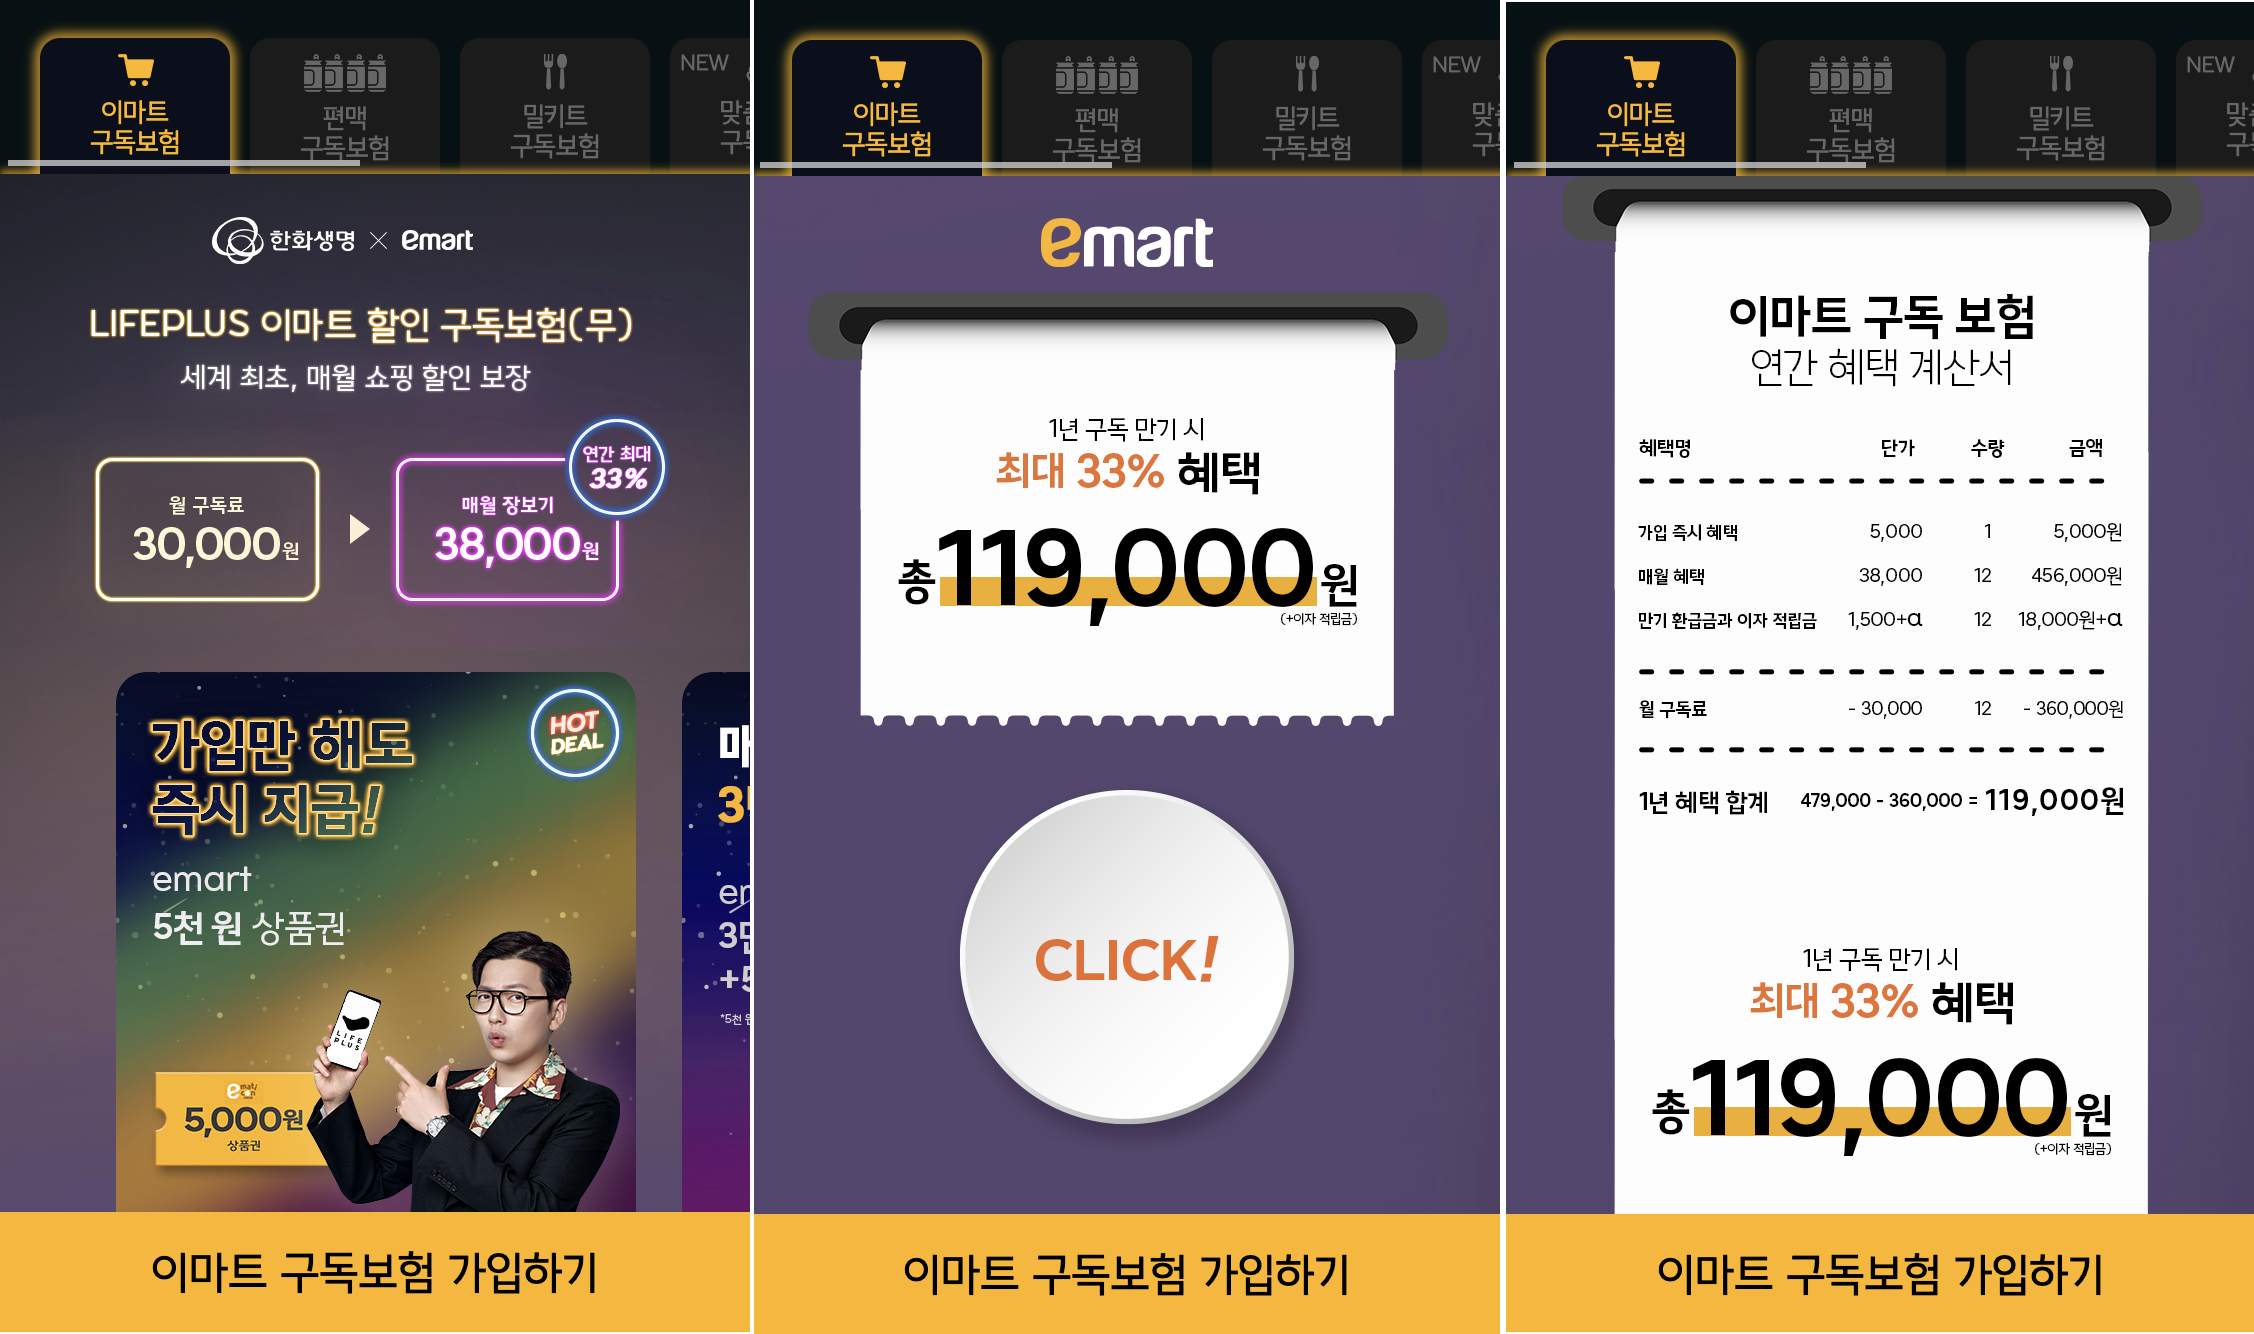 이마트
구독보험
편맥
구독보험
밀키트
구독보험
NEW
한화생명 × emart
LIFEPLUS 이마트 할인 구독보험(무)
세계 최초, 매월 쇼핑 할인 보장
월 구독료
30,000원
연간 최대
33%
매월 장보기
38,000원
가입만 해도
즉시 지급!
HOT
DEAL
emart
5천 원 상품권
LIFE
PLUS
5,000원
상품권
이마트 구독보험 가입하기
이마트
구독보험
편맥
구독보험
밀키트
구독보험
NEW
emart
1년 구독 만기 시
최대 33% 혜택
총 119,000원
(+이자 적립금)
CLICK!
이마트 구독보험 가입하기
이마트
구독보험
편맥
구독보험
밀키트
구독보험
NEW
이마트 구독 보험
연간 혜택 계산서
혜택명 단가 수량 금액
가입 즉시 혜택 5,000 1 5,000원
매월 혜택 38,000 12 456,000원
만기 환급금과 이자 적립금 1,500+α 12 18,000원+α
월 구독료 - 30,000 12 - 360,000원
1년 혜택 합계 479,000 - 360,000 = 119,000원
1년 구독 만기 시
최대 33% 혜택
총 119,000원
(+이자 적립금)
이마트 구독보험 가입하기